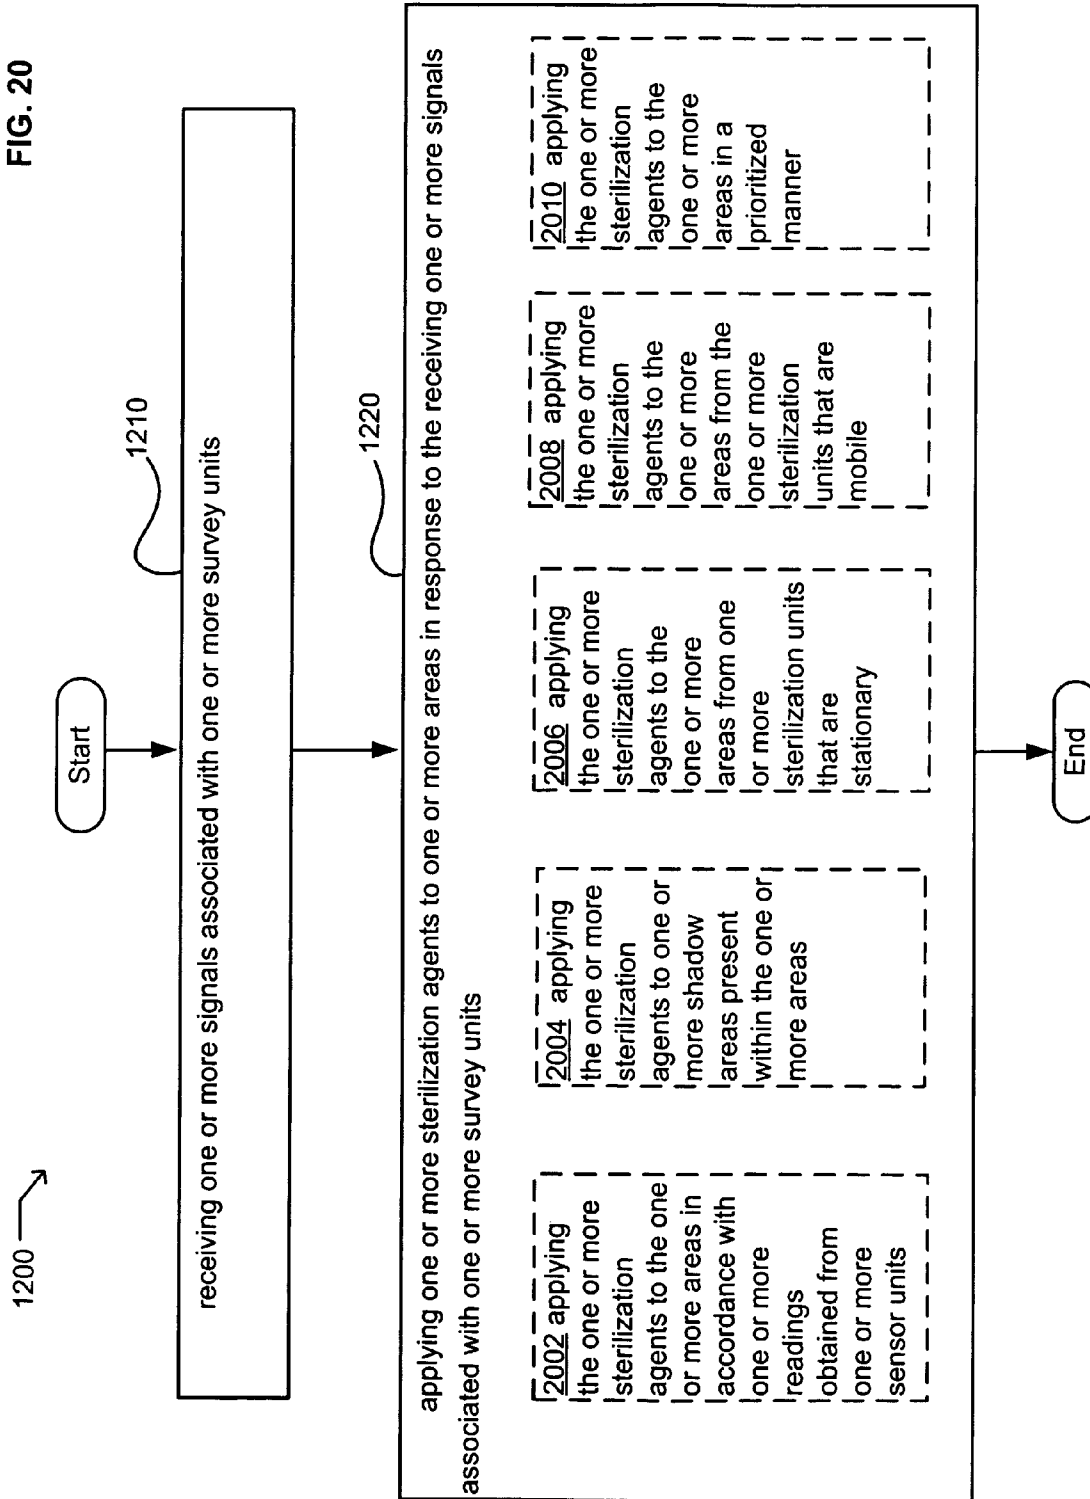 FIG. 20
1200
Start
1210
receiving one or more signals associated with one or more survey units
1220
applying one or more sterilization agents to one or more areas in response to the receiving one or more signals
associated with one or more survey units
2002 applying
the one or more
sterilization
agents to the one
or more areas in
accordance with
one or more
readings
obtained from
one or more
sensor units
2004 applying
the one or more
sterilization
agents to one or
more shadow
areas present
within the one or
more areas
2006 applying
the one or more
sterilization
agents to the
one or more
areas from one
or more
sterilization units
that are
stationary
2008 applying
the one or more
sterilization
agents to the
one or more
areas from the
one or more
sterilization
units that are
mobile
2010 applying
the one or more
sterilization
agents to the
one or more
areas in a
prioritized
manner
End